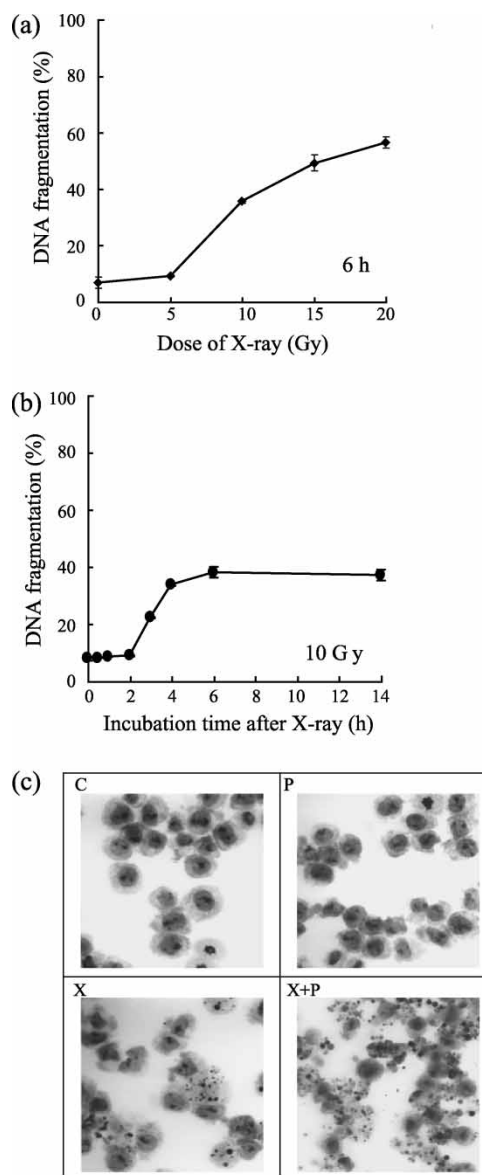 (a)
DNA fragmentation (%)
100
80
60
40
20
0
6 h
0 5 10 15 20
Dose of X-ray (Gy)
(b)
DNA fragmentation (%)
100
80
60
40
20
0
10 G y
0 2 4 6 8 10 12 14
Incubation time after X-ray (h)
(c)
C
P
X
X+P